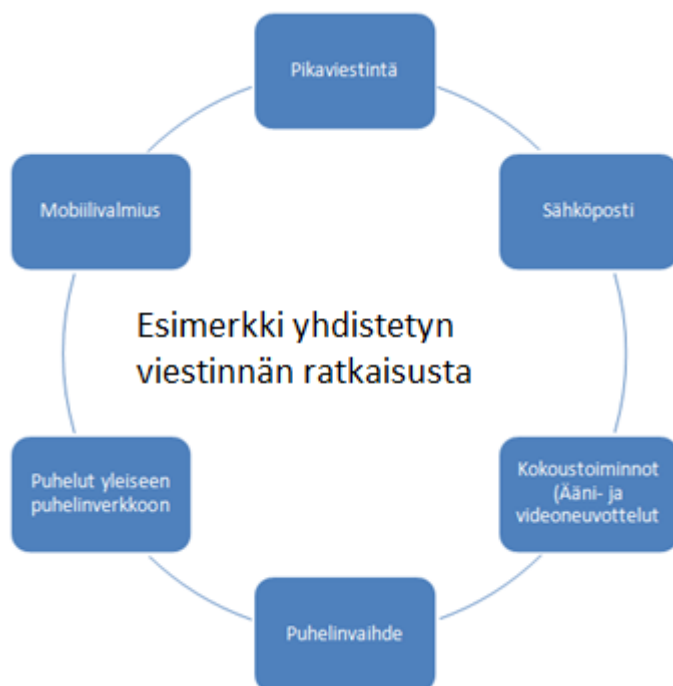 Pikaviestintä
Mobiilivalmius
Sähköposti
Esimerkki yhdistetyn
viestinnän ratkaisusta
Puhelut yleiseen
puhelinverkkoon
Kokoustoiminnot
(Ääni- ja
videoneuvottelut
Puhelinvaihde